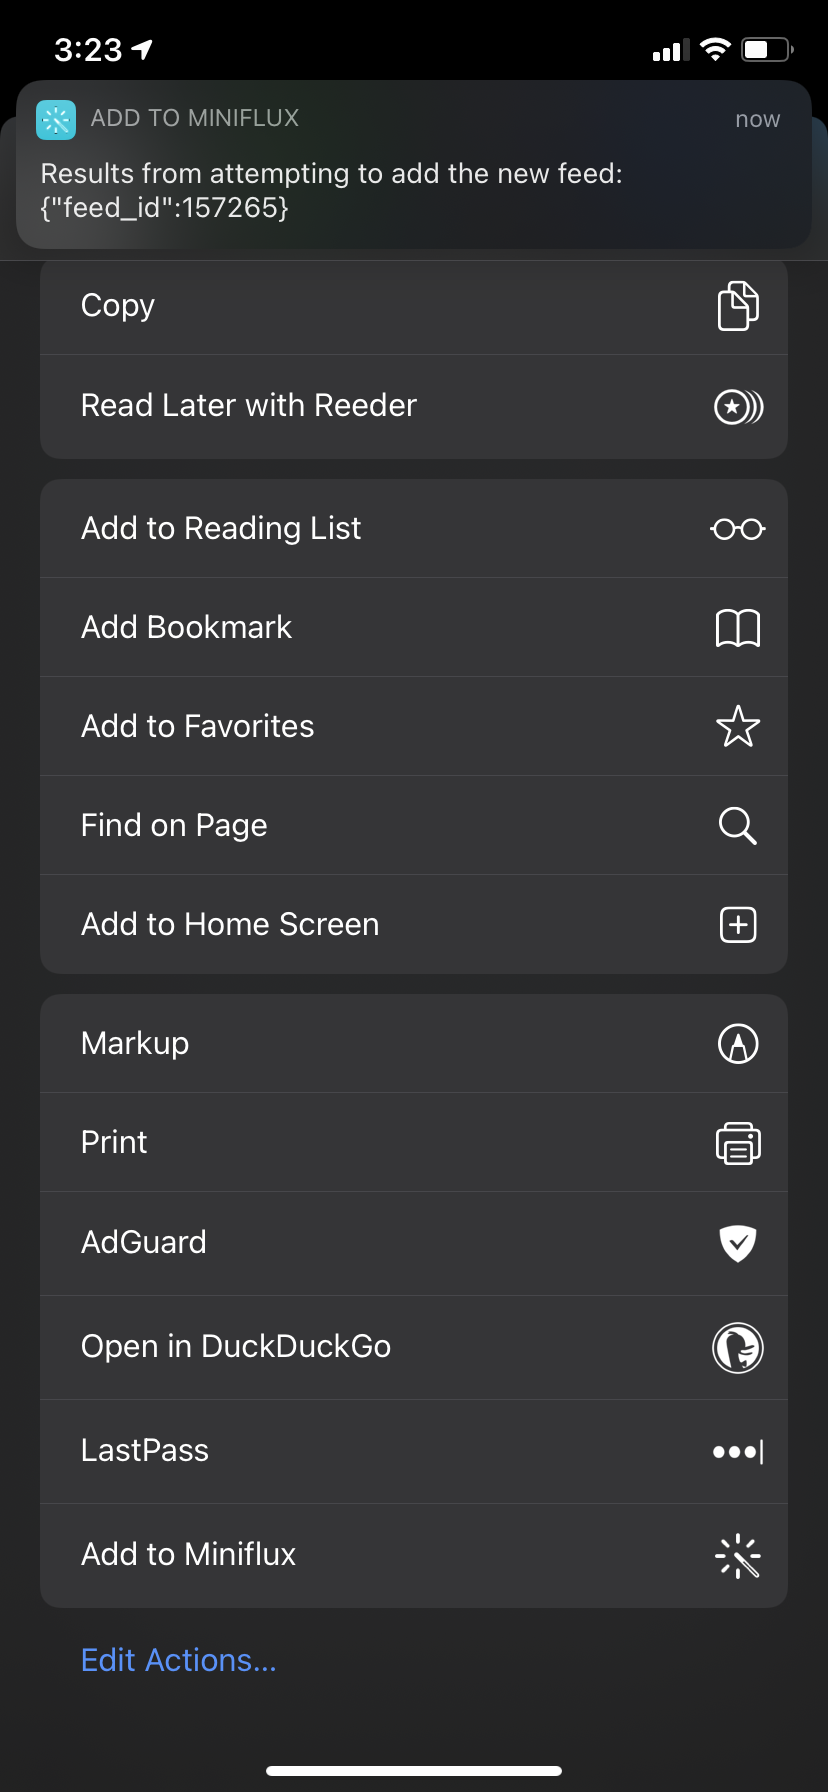 3:23
ADD TO MINIFLUX
now
Results from attempting to add the new feed:
{"feed_id":157265}
Copy
Read Later with Reeder
Add to Reading List
Add Bookmark
Add to Favorites
Find on Page
Add to Home Screen
Markup
Print
AdGuard
Open in DuckDuckGo
LastPass
Add to Miniflux
Edit Actions...